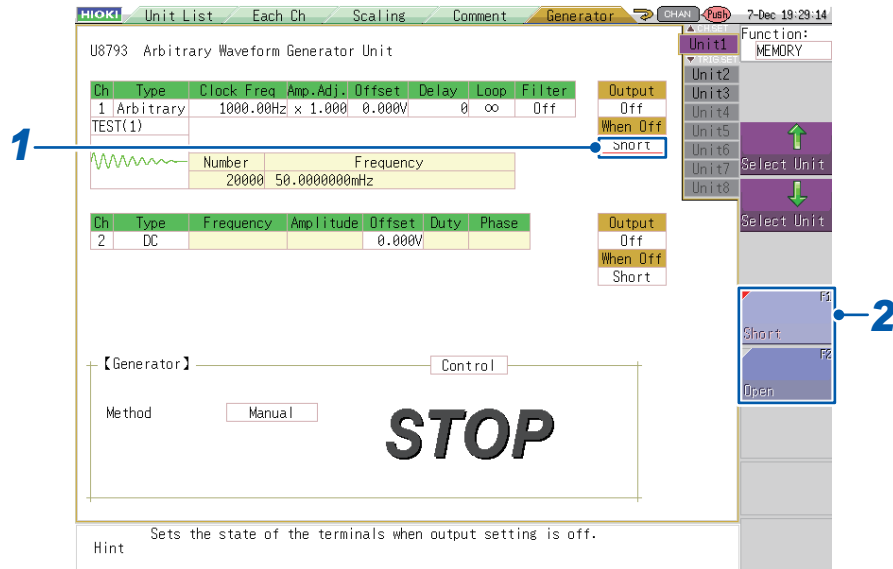 HIOKI Unit List Each Ch Scaling Comment Generator CHAN Push 7-Dec 19:29:14
CH.SET
Function:
MEMORY
U8793 Arbitrary Waveform Generator Unit
Unit1
TRIG.SET
Unit2
Unit3
Unit4
Unit5
Unit6
Unit7
Unit8
Select Unit
Select Unit
Ch Type Clock Freq Amp.Adj. Offset Delay Loop Filter Output
1 Arbitrary 1000.00Hz x 1.000 0.000V 0 ∞ Off Off
TEST(1) When Off
1
Short
Number Frequency
20000 50.0000000mHz
Ch Type Frequency Amplitude Offset Duty Phase Output
2 DC 0.000V Off
When Off
Short
F1
Short
2
F2
Open
【Generator】 Control
Method Manual STOP
Sets the state of the terminals when output setting is off.
Hint